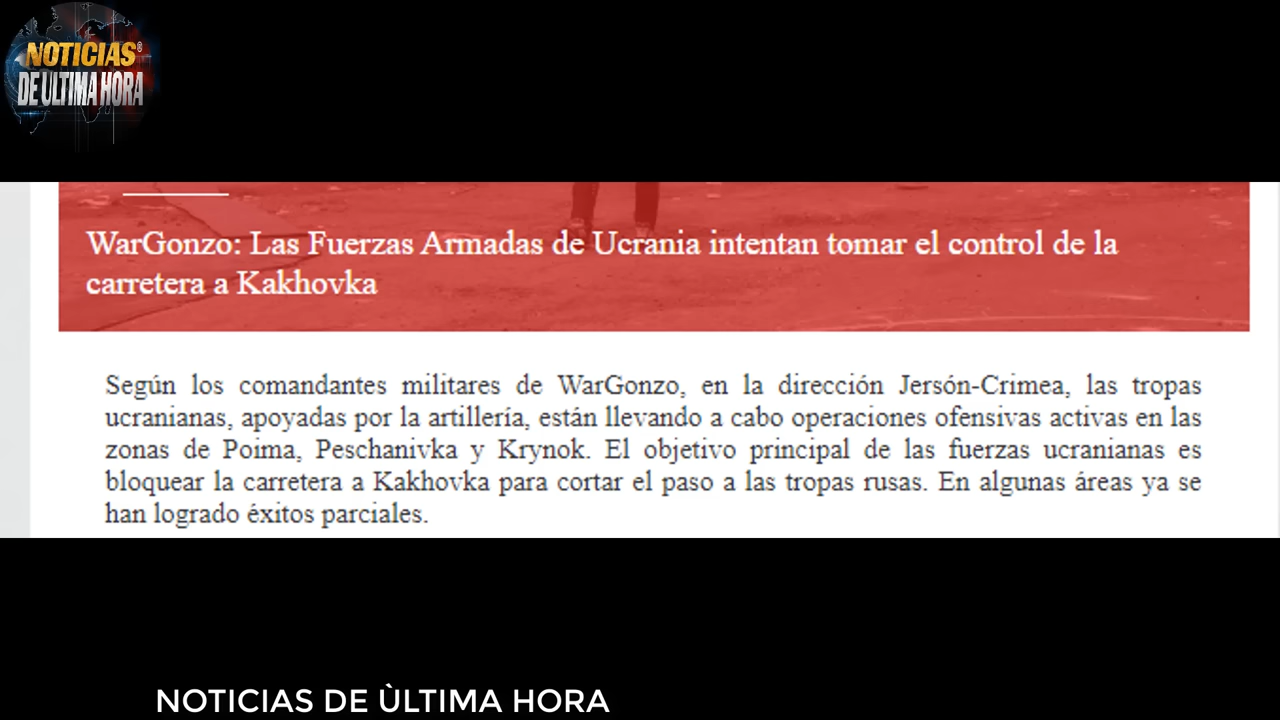 NOTICIAS®
DE ULTIMA HORA
WarGonzo: Las Fuerzas Armadas de Ucrania intentan tomar el control de la
carretera a Kakhovka
Según los comandantes militares de WarGonzo, en la dirección Jersón-Crimea, las tropas
ucranianas, apoyadas por la artillería, están llevando a cabo operaciones ofensivas activas en las
zonas de Poima, Peschanivka y Krynok. El objetivo principal de las fuerzas ucranianas es
bloquear la carretera a Kakhovka para cortar el paso a las tropas rusas. En algunas áreas ya se
han logrado éxitos parciales.
NOTICIAS DE ÙLTIMA HORA